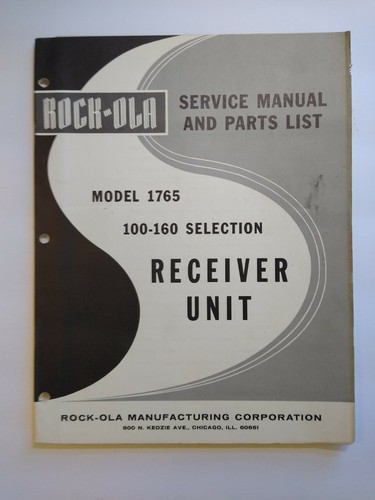 ROCK-OLA
SERVICE MANUAL
AND PARTS LIST
MODEL 1765
100-160 SELECTION
RECEIVER
UNIT
ROCK-OLA MANUFACTURING CORPORATION
800 N. KEDZIE AVE., CHICAGO, ILL. 60651